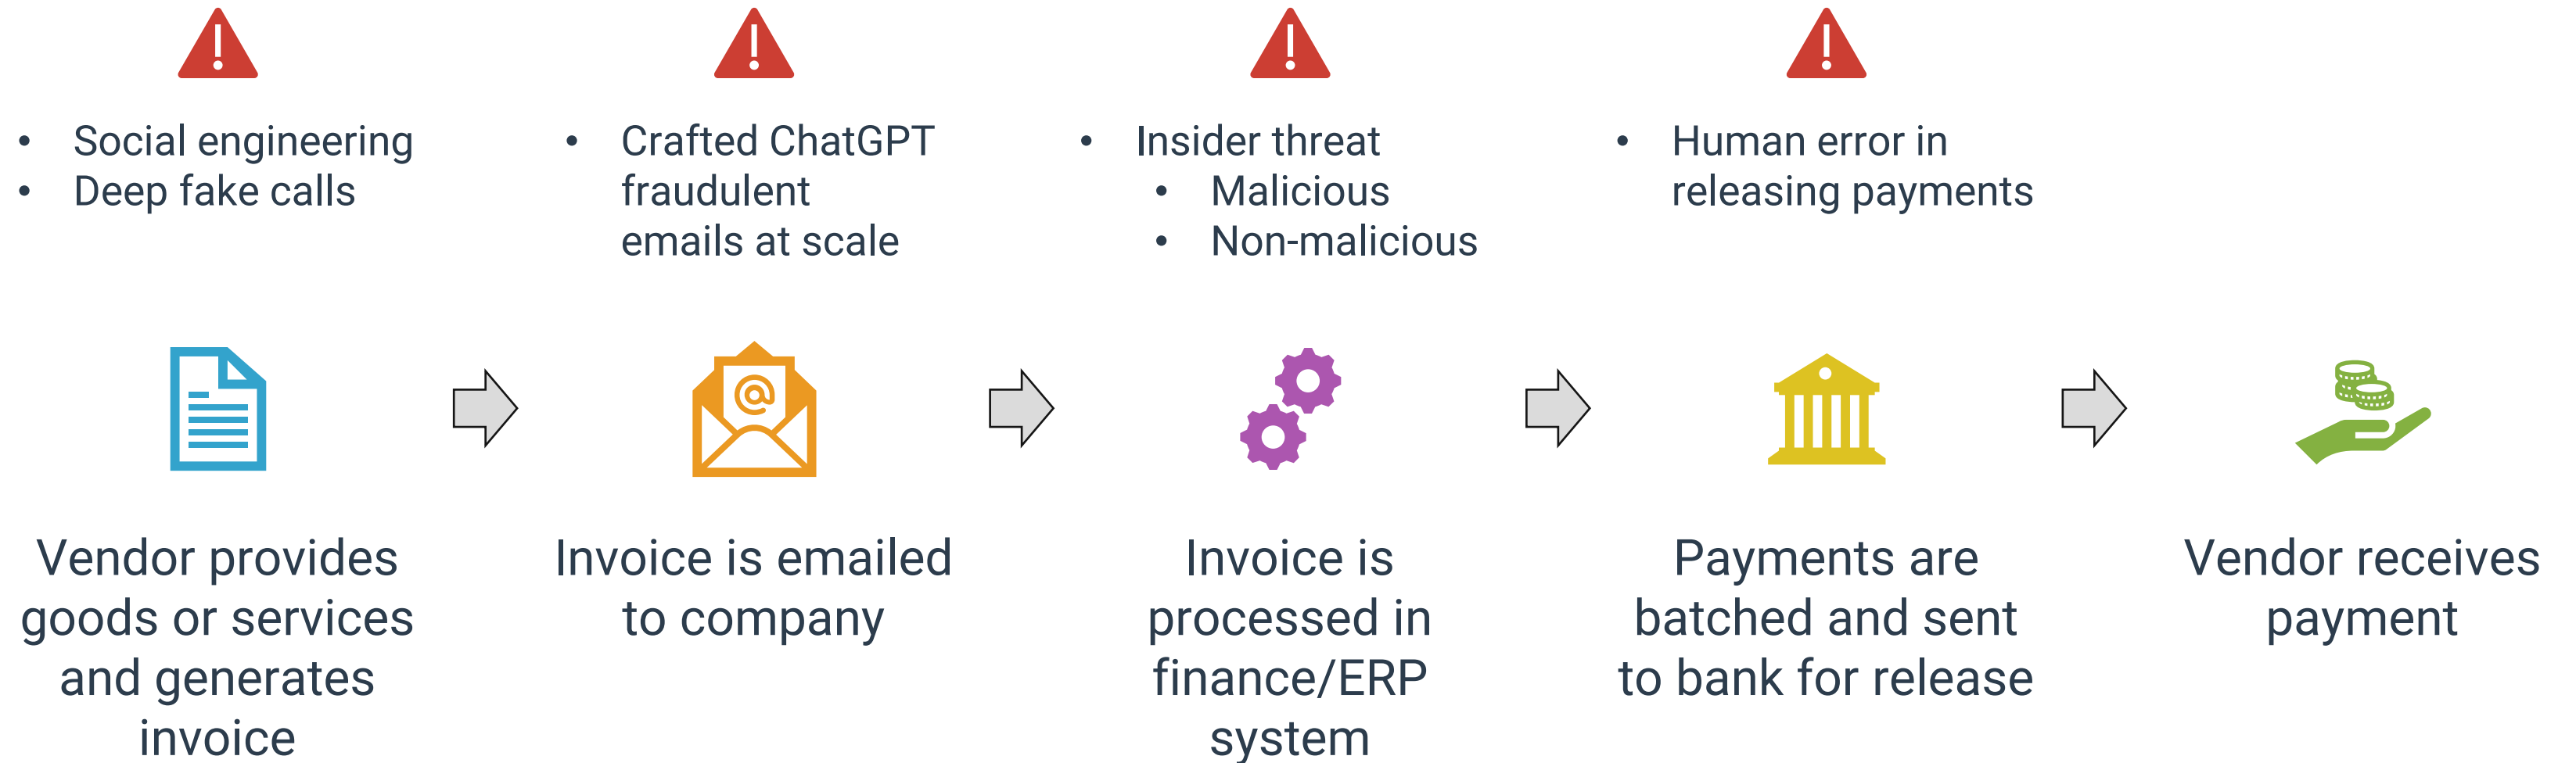 • Social engineering
• Deep fake calls
• Crafted ChatGPT
fraudulent
emails at scale
• Insider threat
• Malicious
• Non-malicious
• Human error in
releasing payments
@
Vendor provides
goods or services
and generates
invoice
Invoice is emailed
to company
Invoice is
processed in
finance/ERP
system
Payments are
batched and sent
to bank for release
Vendor receives
payment